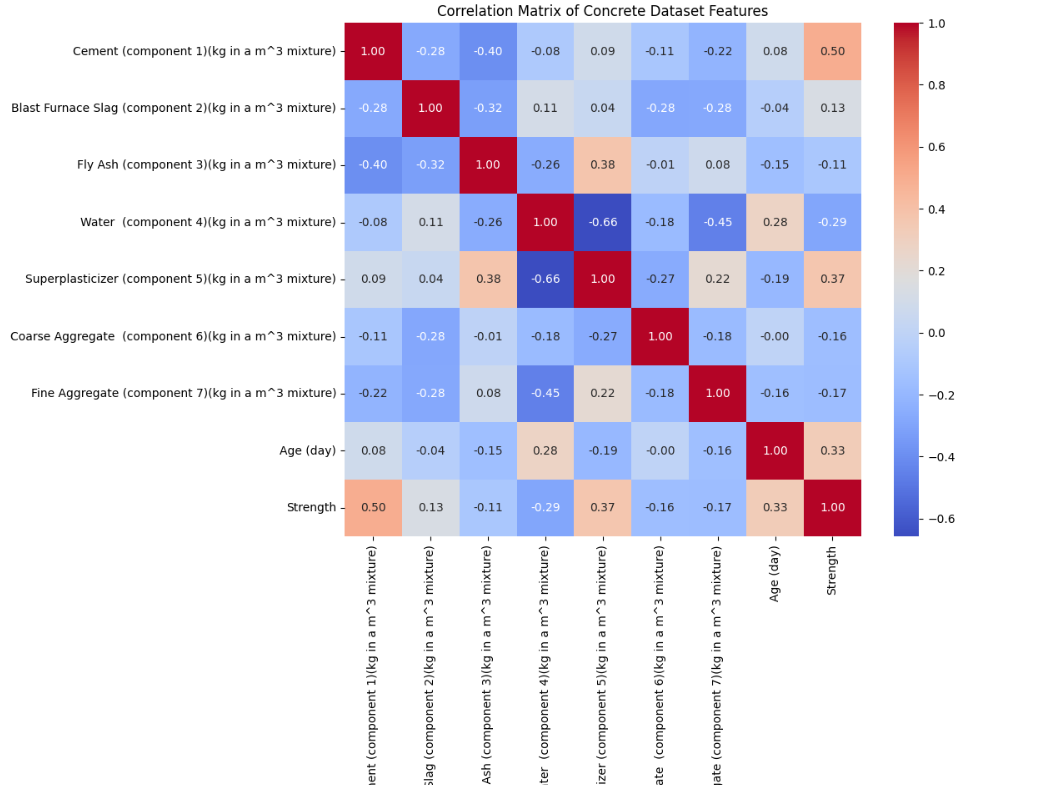 Correlation Matrix of Concrete Dataset Features
Cement (component 1)(kg in a m^3 mixture) 1.00 -0.28 -0.40 -0.08 0.09 -0.11 -0.22 0.08 0.50
Blast Furnace Slag (component 2)(kg in a m^3 mixture) -0.28 1.00 -0.32 0.11 0.04 -0.28 -0.28 -0.04 0.13
Fly Ash (component 3)(kg in a m^3 mixture) -0.40 -0.32 1.00 -0.26 0.38 -0.01 0.08 -0.15 -0.11
Water  (component 4)(kg in a m^3 mixture) -0.08 0.11 -0.26 1.00 -0.66 -0.18 -0.45 0.28 -0.29
Superplasticizer (component 5)(kg in a m^3 mixture) 0.09 0.04 0.38 -0.66 1.00 -0.27 0.22 -0.19 0.37
Coarse Aggregate  (component 6)(kg in a m^3 mixture) -0.11 -0.28 -0.01 -0.18 -0.27 1.00 -0.18 -0.00 -0.16
Fine Aggregate (component 7)(kg in a m^3 mixture) -0.22 -0.28 0.08 -0.45 0.22 -0.18 1.00 -0.16 -0.17
Age (day) 0.08 -0.04 -0.15 0.28 -0.19 -0.00 -0.16 1.00 0.33
Strength 0.50 0.13 -0.11 -0.29 0.37 -0.16 -0.17 0.33 1.00
ment (component 1)(kg in a m^3 mixture)
Slag (component 2)(kg in a m^3 mixture)
Ash (component 3)(kg in a m^3 mixture)
ter  (component 4)(kg in a m^3 mixture)
izer (component 5)(kg in a m^3 mixture)
ate  (component 6)(kg in a m^3 mixture)
gate (component 7)(kg in a m^3 mixture)
Age (day)
Strength
1.0
0.8
0.6
0.4
0.2
0.0
−0.2
−0.4
−0.6